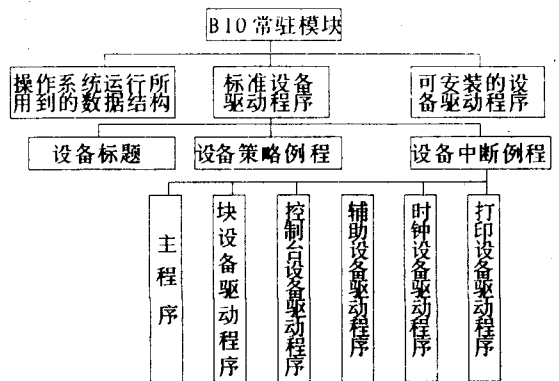 BIO常驻模块
操作系统运行所
用到的数据结构
标准设备
驱动程序
可安装的设
备驱动程序
设备标题
设备策略例程
设备中断例程
主程序
块设备驱动程序
控制台设备驱动程序
辅助设备驱动程序
时钟设备驱动程序
打印设备驱动程序